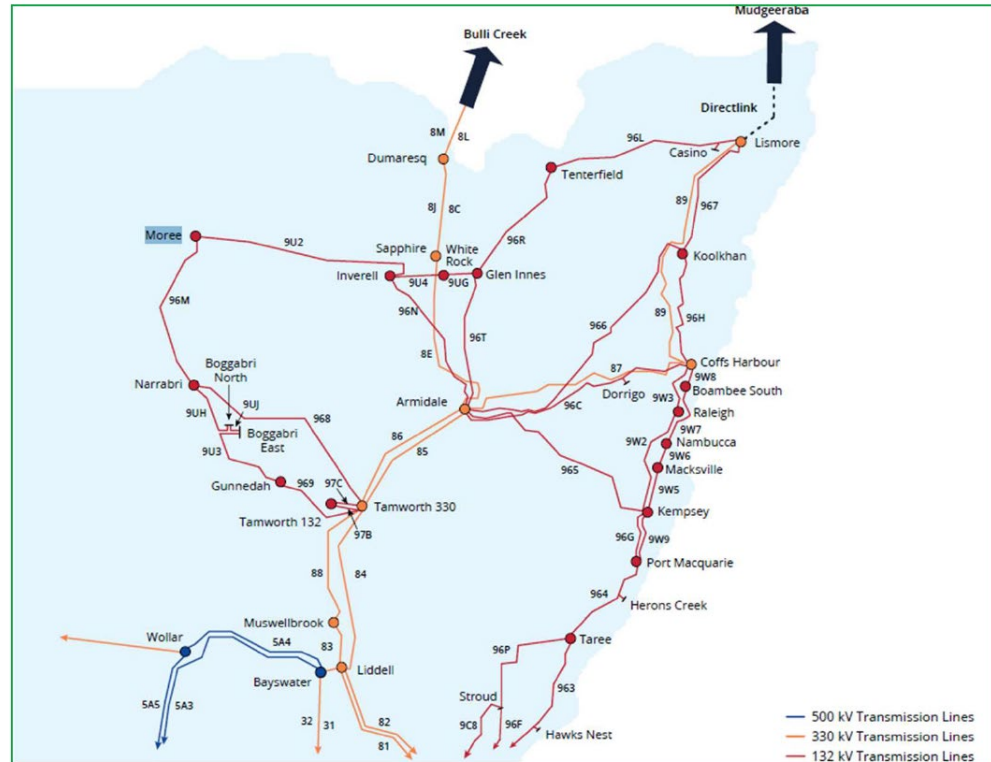 Mudgeeraba
Bulli Creek
Directlink
8M
8L
96L
Casino
Lismore
Dumaresq
Tenterfield
89
967
8J
8C
96R
Moree
9U2
Sapphire
White
Rock
Koolkhan
Inverell
9U4
9UG
Glen Innes
96M
96N
96T
966
89
96H
8E
Boggabri
North
9UJ
Narrabri
87
Coffs Harbour
9W8
Boambee South
Dorrigo
9W3
Armidale
96C
Raleigh
9UH
968
Boggabri
East
86
85
9W7
9W2
Nambucca
9U3
9W6
965
Macksville
Gunnedah
969
97C
9W5
Tamworth 330
Kempsey
Tamworth 132
97B
96G
9W9
Port Macquarie
88
84
964
Herons Creek
Muswellbrook
Wollar
5A4
83
Taree
96P
Liddell
Bayswater
963
Stroud
5A5
5A3
32
31
82
81
9C8
96F
Hawks Nest
500 kV Transmission Lines
330 kV Transmission Lines
132 kV Transmission Lines